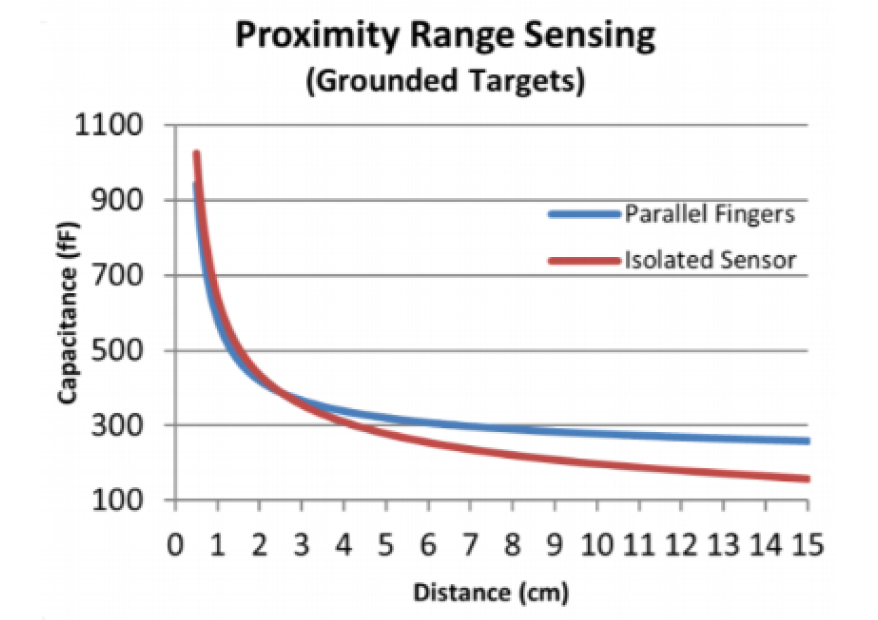 Proximity Range Sensing
(Grounded Targets)
1100
900
700
500
300
100
Capacitance (fF)
Parallel Fingers
Isolated Sensor
0 1 2 3 4 5 6 7 8 9 10 11 12 13 14 15
Distance (cm)